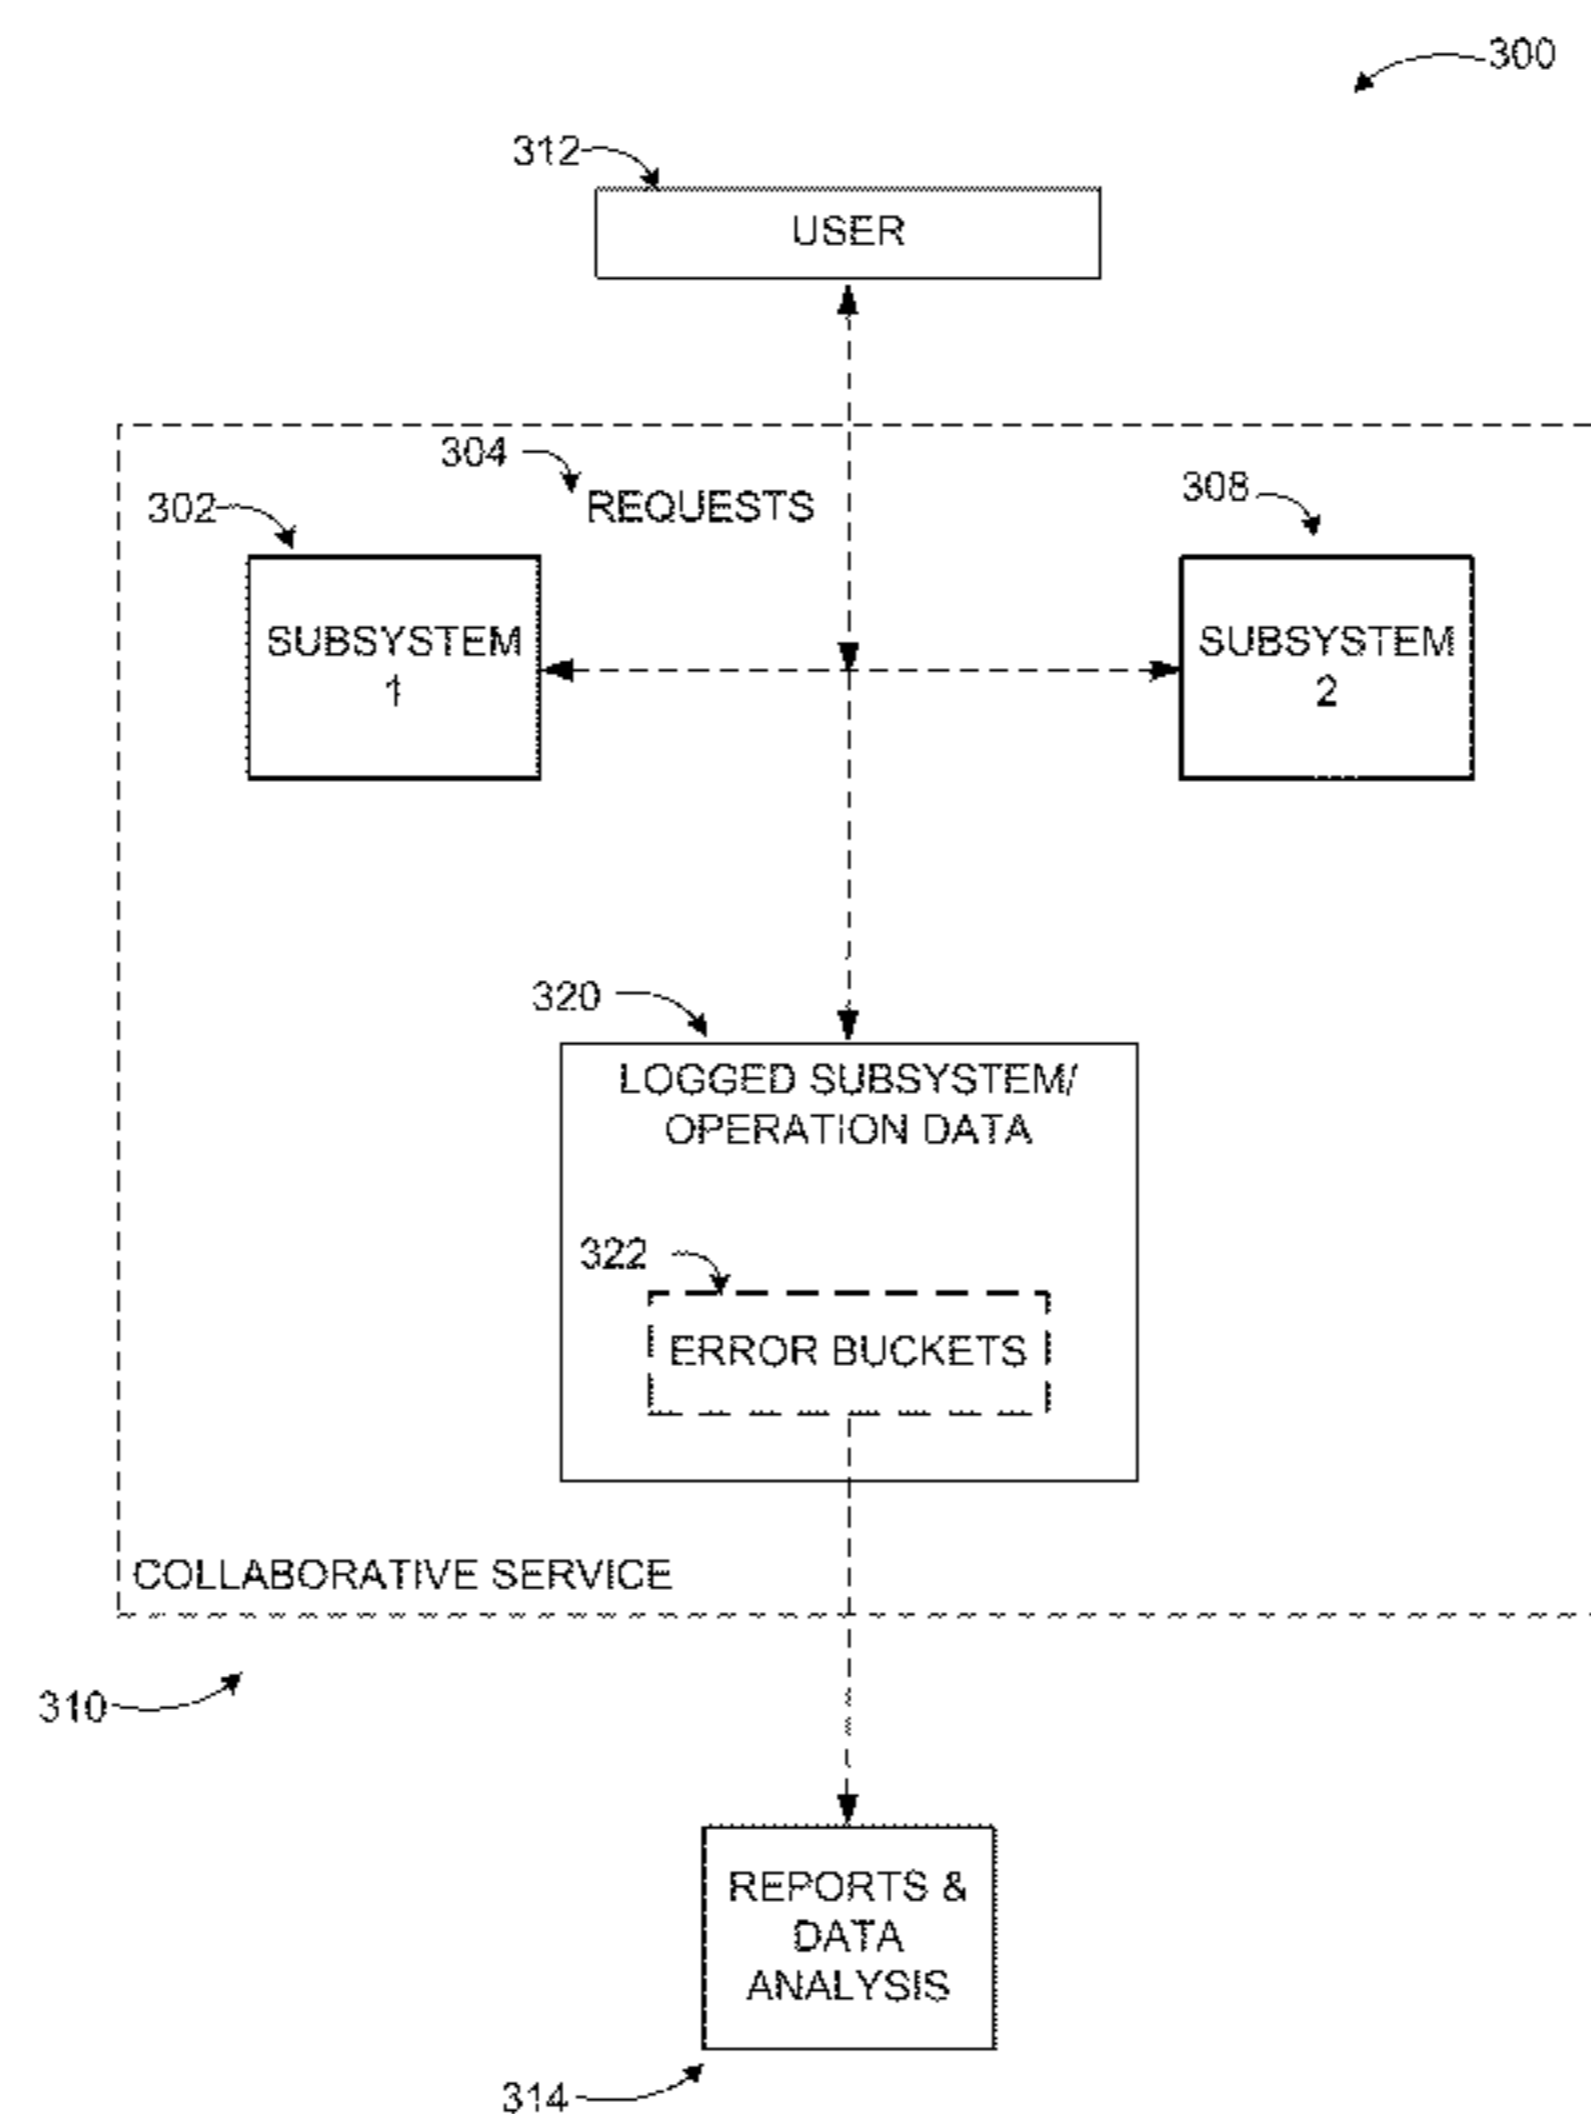 300
312
USER
304
REQUESTS
302
308
SUBSYSTEM
1
SUBSYSTEM
2
320
LOGGED SUBSYSTEM/
OPERATION DATA
322
ERROR BUCKETS
COLLABORATIVE SERVICE
310
REPORTS &
DATA
ANALYSIS
314